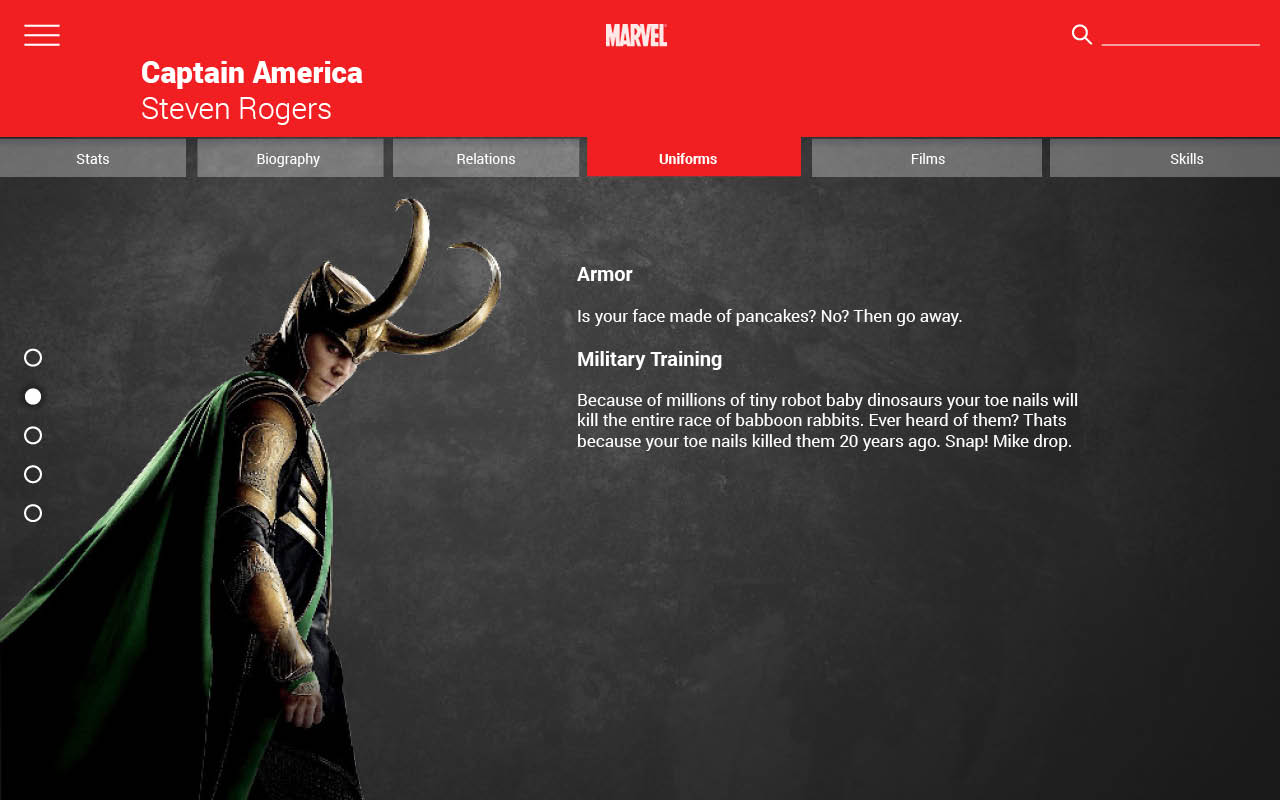 MARVEL
Captain America
Steven Rogers
Stats
Biography
Relations
Uniforms
Films
Skills
Armor
Is your face made of pancakes? No? Then go away.
Military Training
Because of millions of tiny robot baby dinosaurs your toe nails will
kill the entire race of babboon rabbits. Ever heard of them? Thats
because your toe nails killed them 20 years ago. Snap! Mike drop.